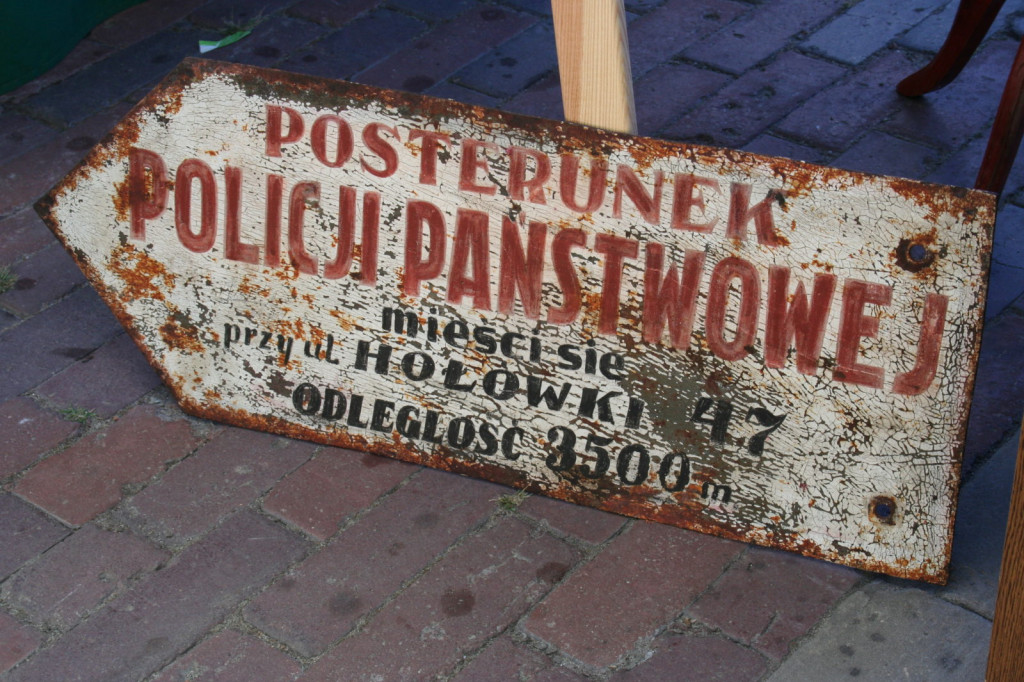 POSTERUNEK
POLICJI PAŃSTWOWEJ
mieści się
przy ul. HOŁÓWKI 47
ODLEGŁOŚĆ 3500 m